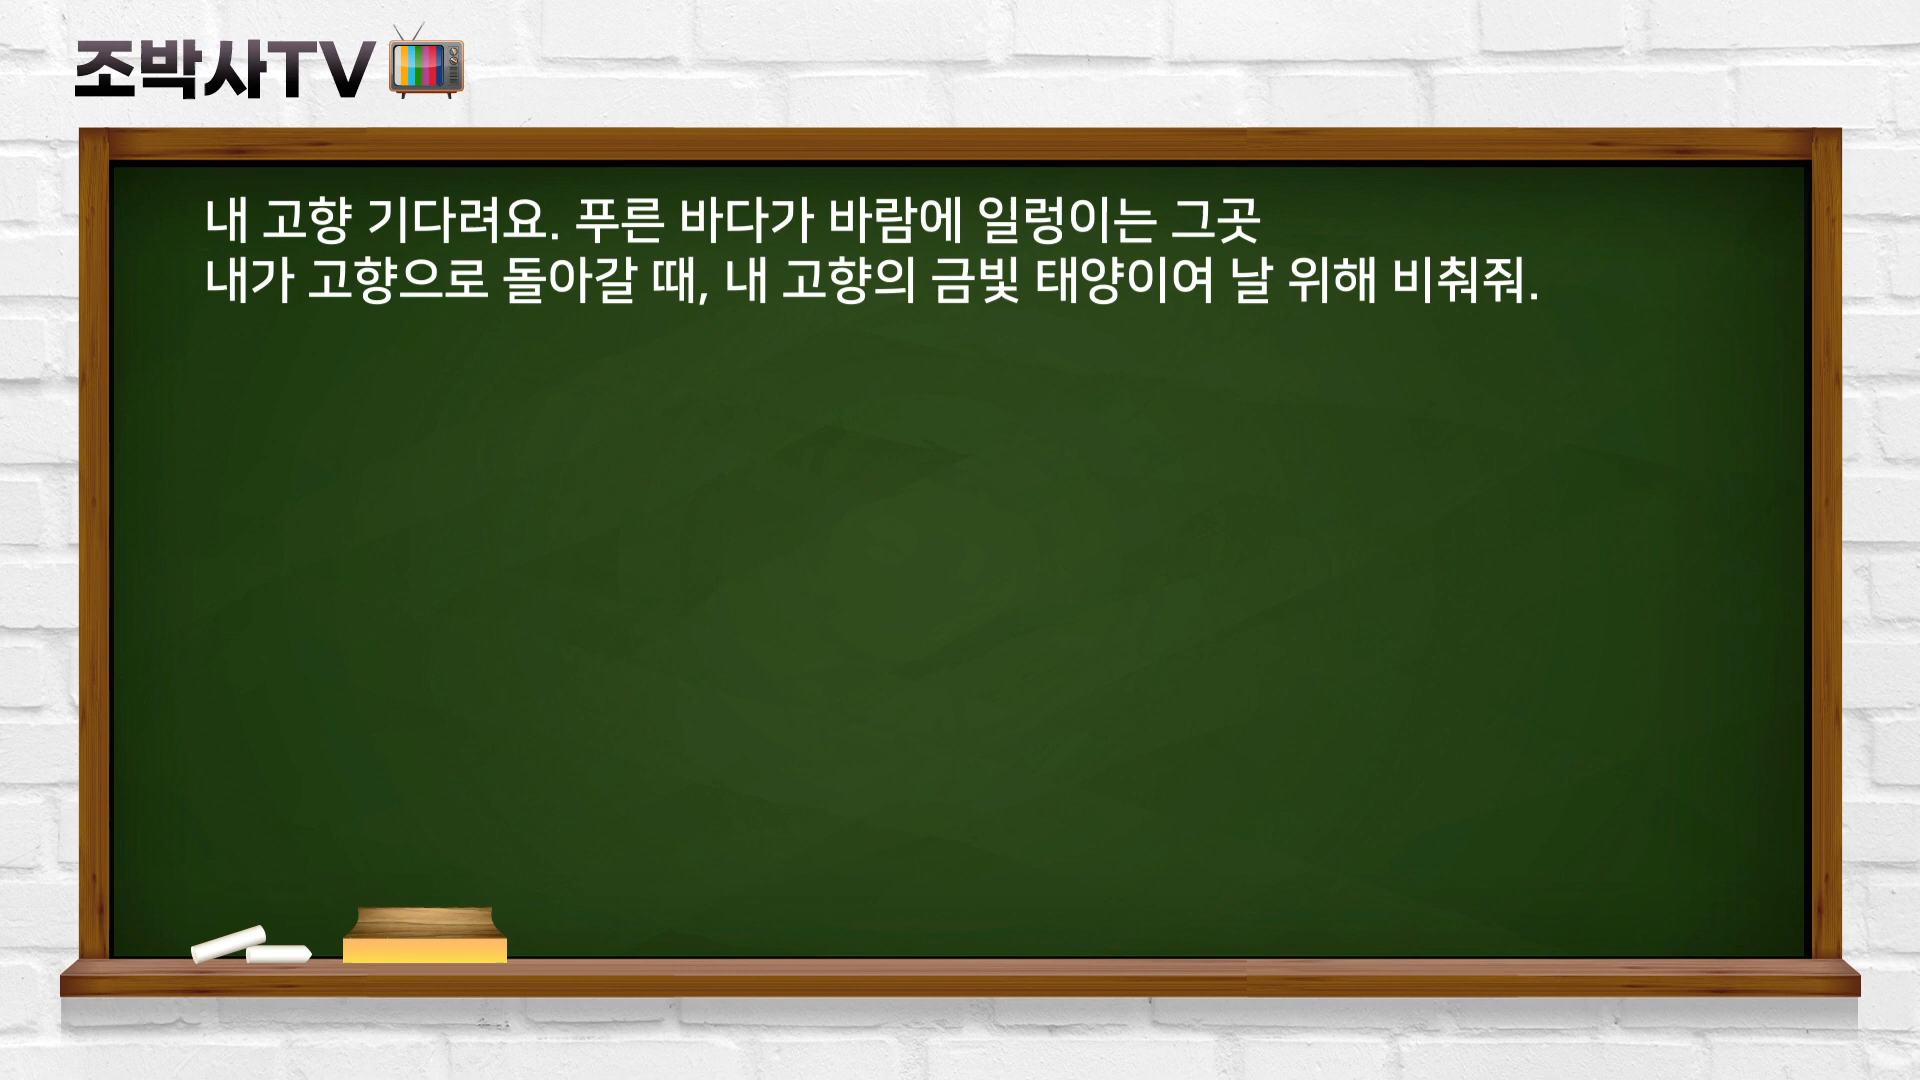 조박사TV
내 고향 기다려요. 푸른 바다가 바람에 일렁이는 그곳
내가 고향으로 돌아갈 때, 내 고향의 금빛 태양이여 날 위해 비춰줘.